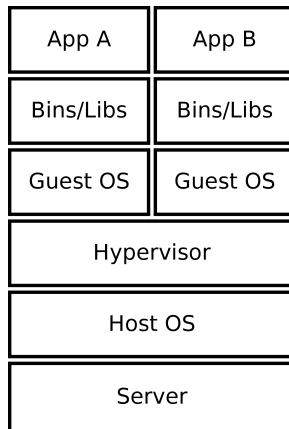 App A App B
Bins/Libs Bins/Libs
Guest OS Guest OS
Hypervisor
Host OS
Server